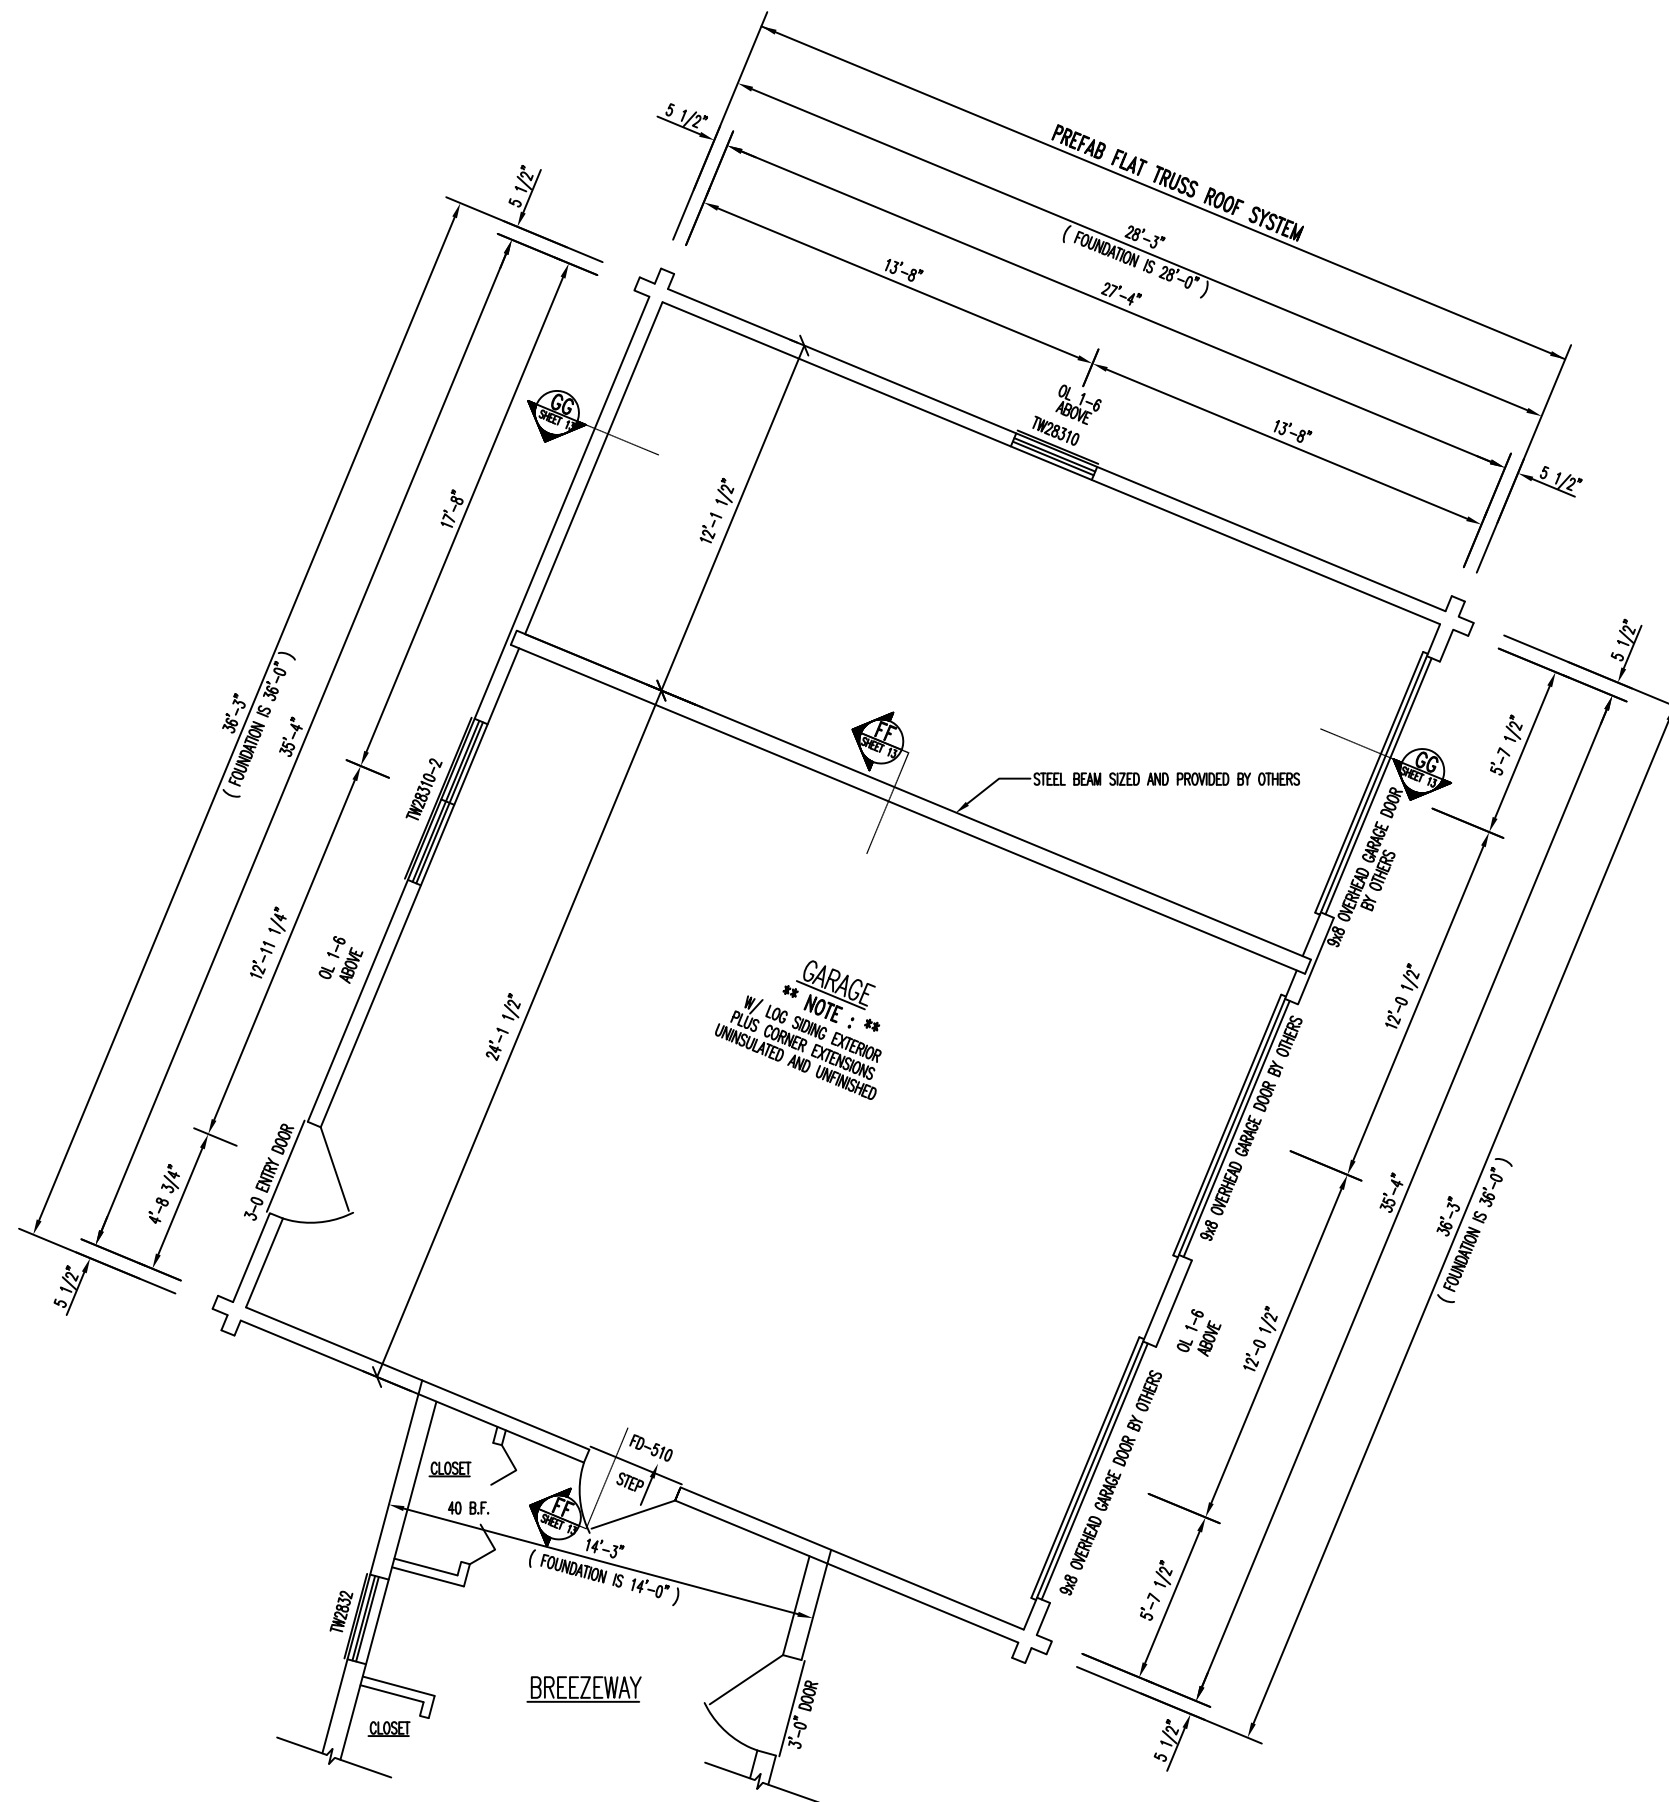 PREFAB FLAT TRUSS ROOF SYSTEM
28'-3"
( FOUNDATION IS 28'-0" )
27'-4"
13'-8"
13'-8"
5 1/2"
5 1/2"
5 1/2"
5 1/2"
OL 1-6
ABOVE
TW28310
GG
SHEET 13
17'-8"
12'-1 1/2"
36'-3"
( FOUNDATION IS 36'-0" )
35'-4"
TW28310-2
FF
SHEET 13
STEEL BEAM SIZED AND PROVIDED BY OTHERS
GG
SHEET 13
5'-7 1/2"
9x8 OVERHEAD GARAGE DOOR
BY OTHERS
12'-11 1/4"
OL 1-6
ABOVE
24'-1 1/2"
GARAGE
** NOTE : **
W/ LOG SIDING EXTERIOR
PLUS CORNER EXTENSIONS
UNINSULATED AND UNFINISHED
12'-0 1/2"
9x8 OVERHEAD GARAGE DOOR BY OTHERS
35'-4"
36'-3"
( FOUNDATION IS 36'-0" )
4'-8 3/4"
3-0 ENTRY DOOR
5 1/2"
OL 1-6
ABOVE
12'-0 1/2"
9x8 OVERHEAD GARAGE DOOR BY OTHERS
5'-7 1/2"
5 1/2"
FD-510
STEP
CLOSET
40 B.F.
FF
SHEET 13
14'-3"
( FOUNDATION IS 14'-0" )
TW2832
BREEZEWAY
3'-0" DOOR
CLOSET